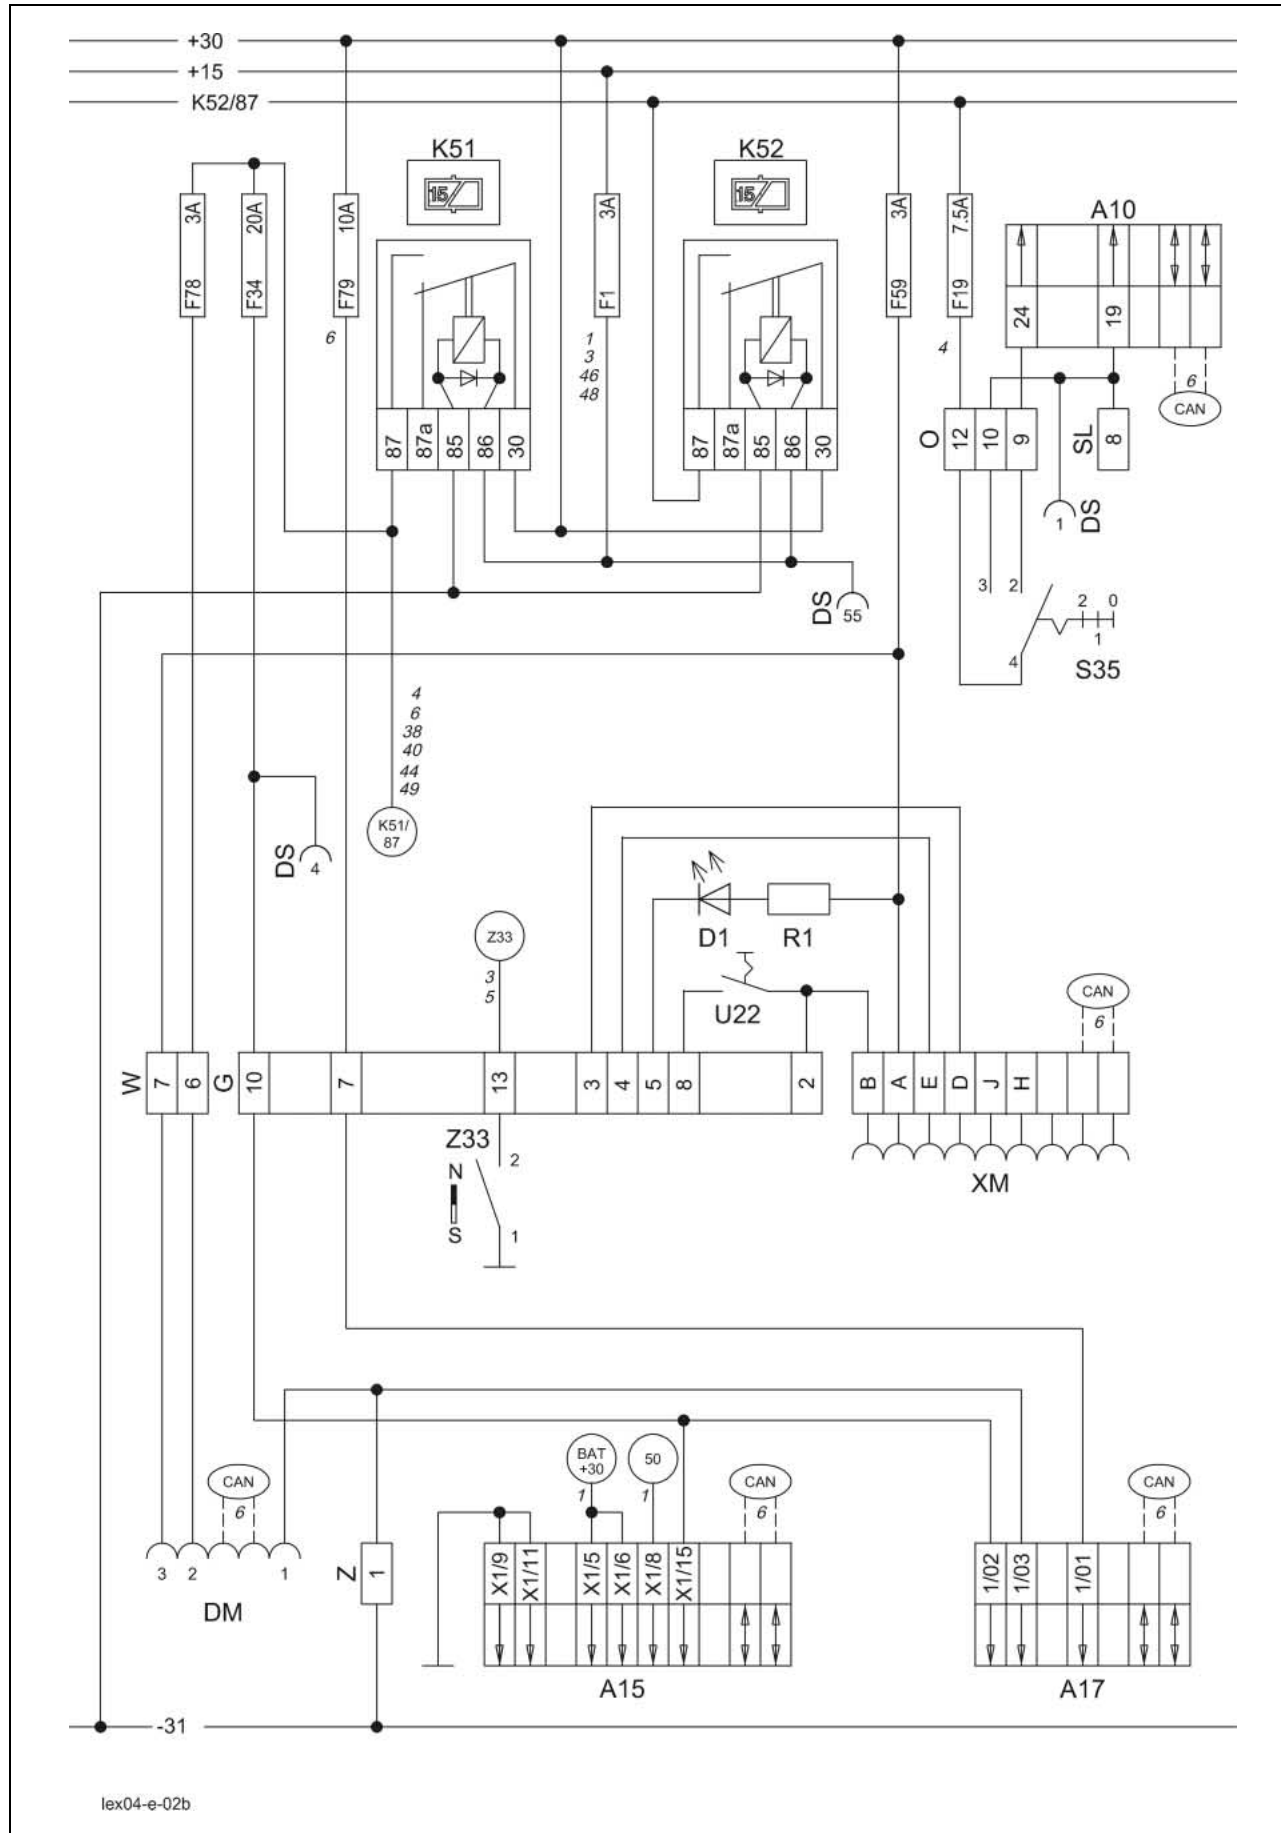 +30
+15
K52/87
K51
K52
15
15
A10
3A
20A
10A
3A
3A
7.5A
F78
F34
F79
F1
F59
F19
24
19
6
1
3
46
48
4
6
CAN
87
87a
85
86
30
87
87a
85
86
30
O
12
10
9
SL
8
DS
1
DS
55
3
2
4
2
0
1
S35
4
6
38
40
44
49
K51/
87
DS
4
Z33
3
5
D1
R1
U22
CAN
6
W
7
6
G
10
7
13
3
4
5
8
2
B
A
E
D
J
H
XM
Z33
2
N
S
1
BAT
+30
50
1
1
CAN
6
CAN
6
CAN
6
3
2
1
DM
Z
1
X1/9
X1/11
X1/5
X1/6
X1/8
X1/15
A15
1/02
1/03
1/01
A17
-31
lex04-e-02b